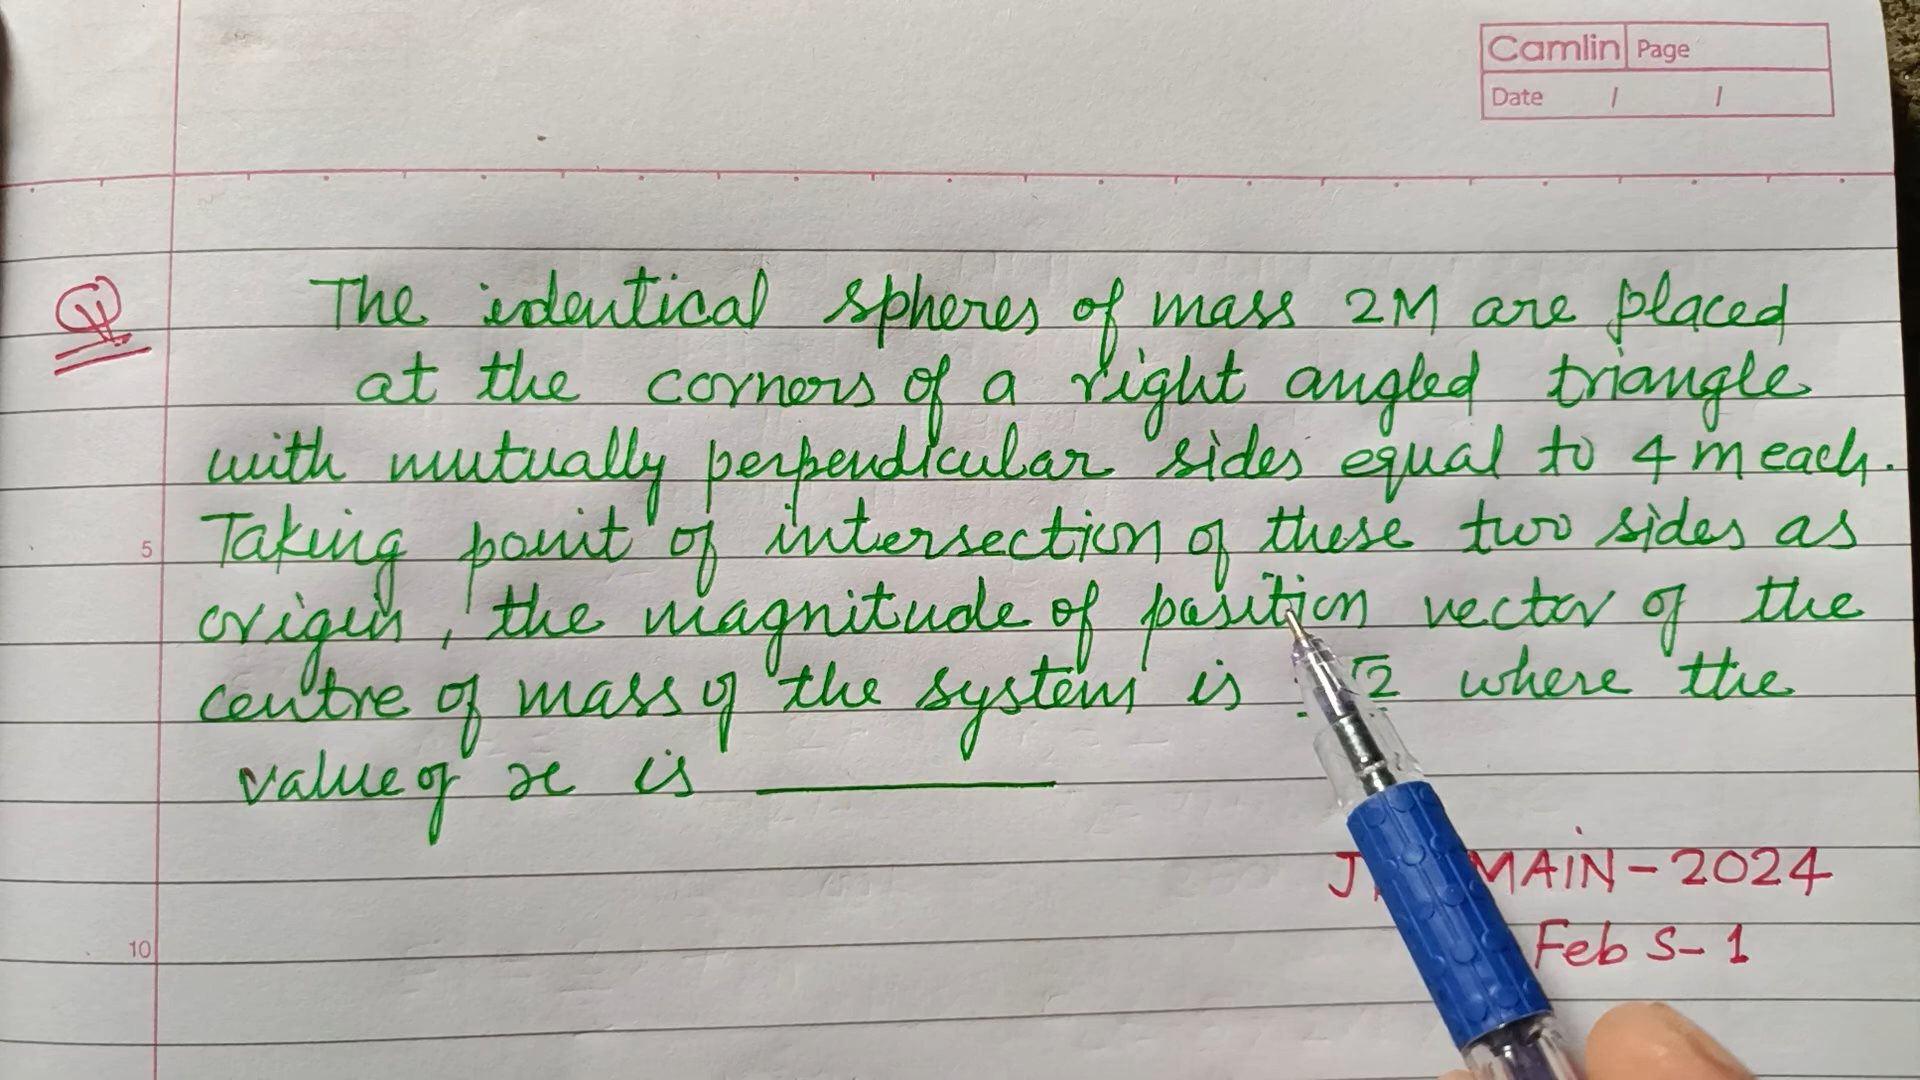 Camlin Page
Date / /
Q The identical spheres of mass 2M are placed
at the corners of a right angled triangle
with mutually perpendicular sides equal to 4 m each.
5 Taking point of intersection of these two sides as
origin, the magnitude of position vector of the
centre of mass of the system is √2 where the
value of x is
MAIN-2024
10 Feb S-1